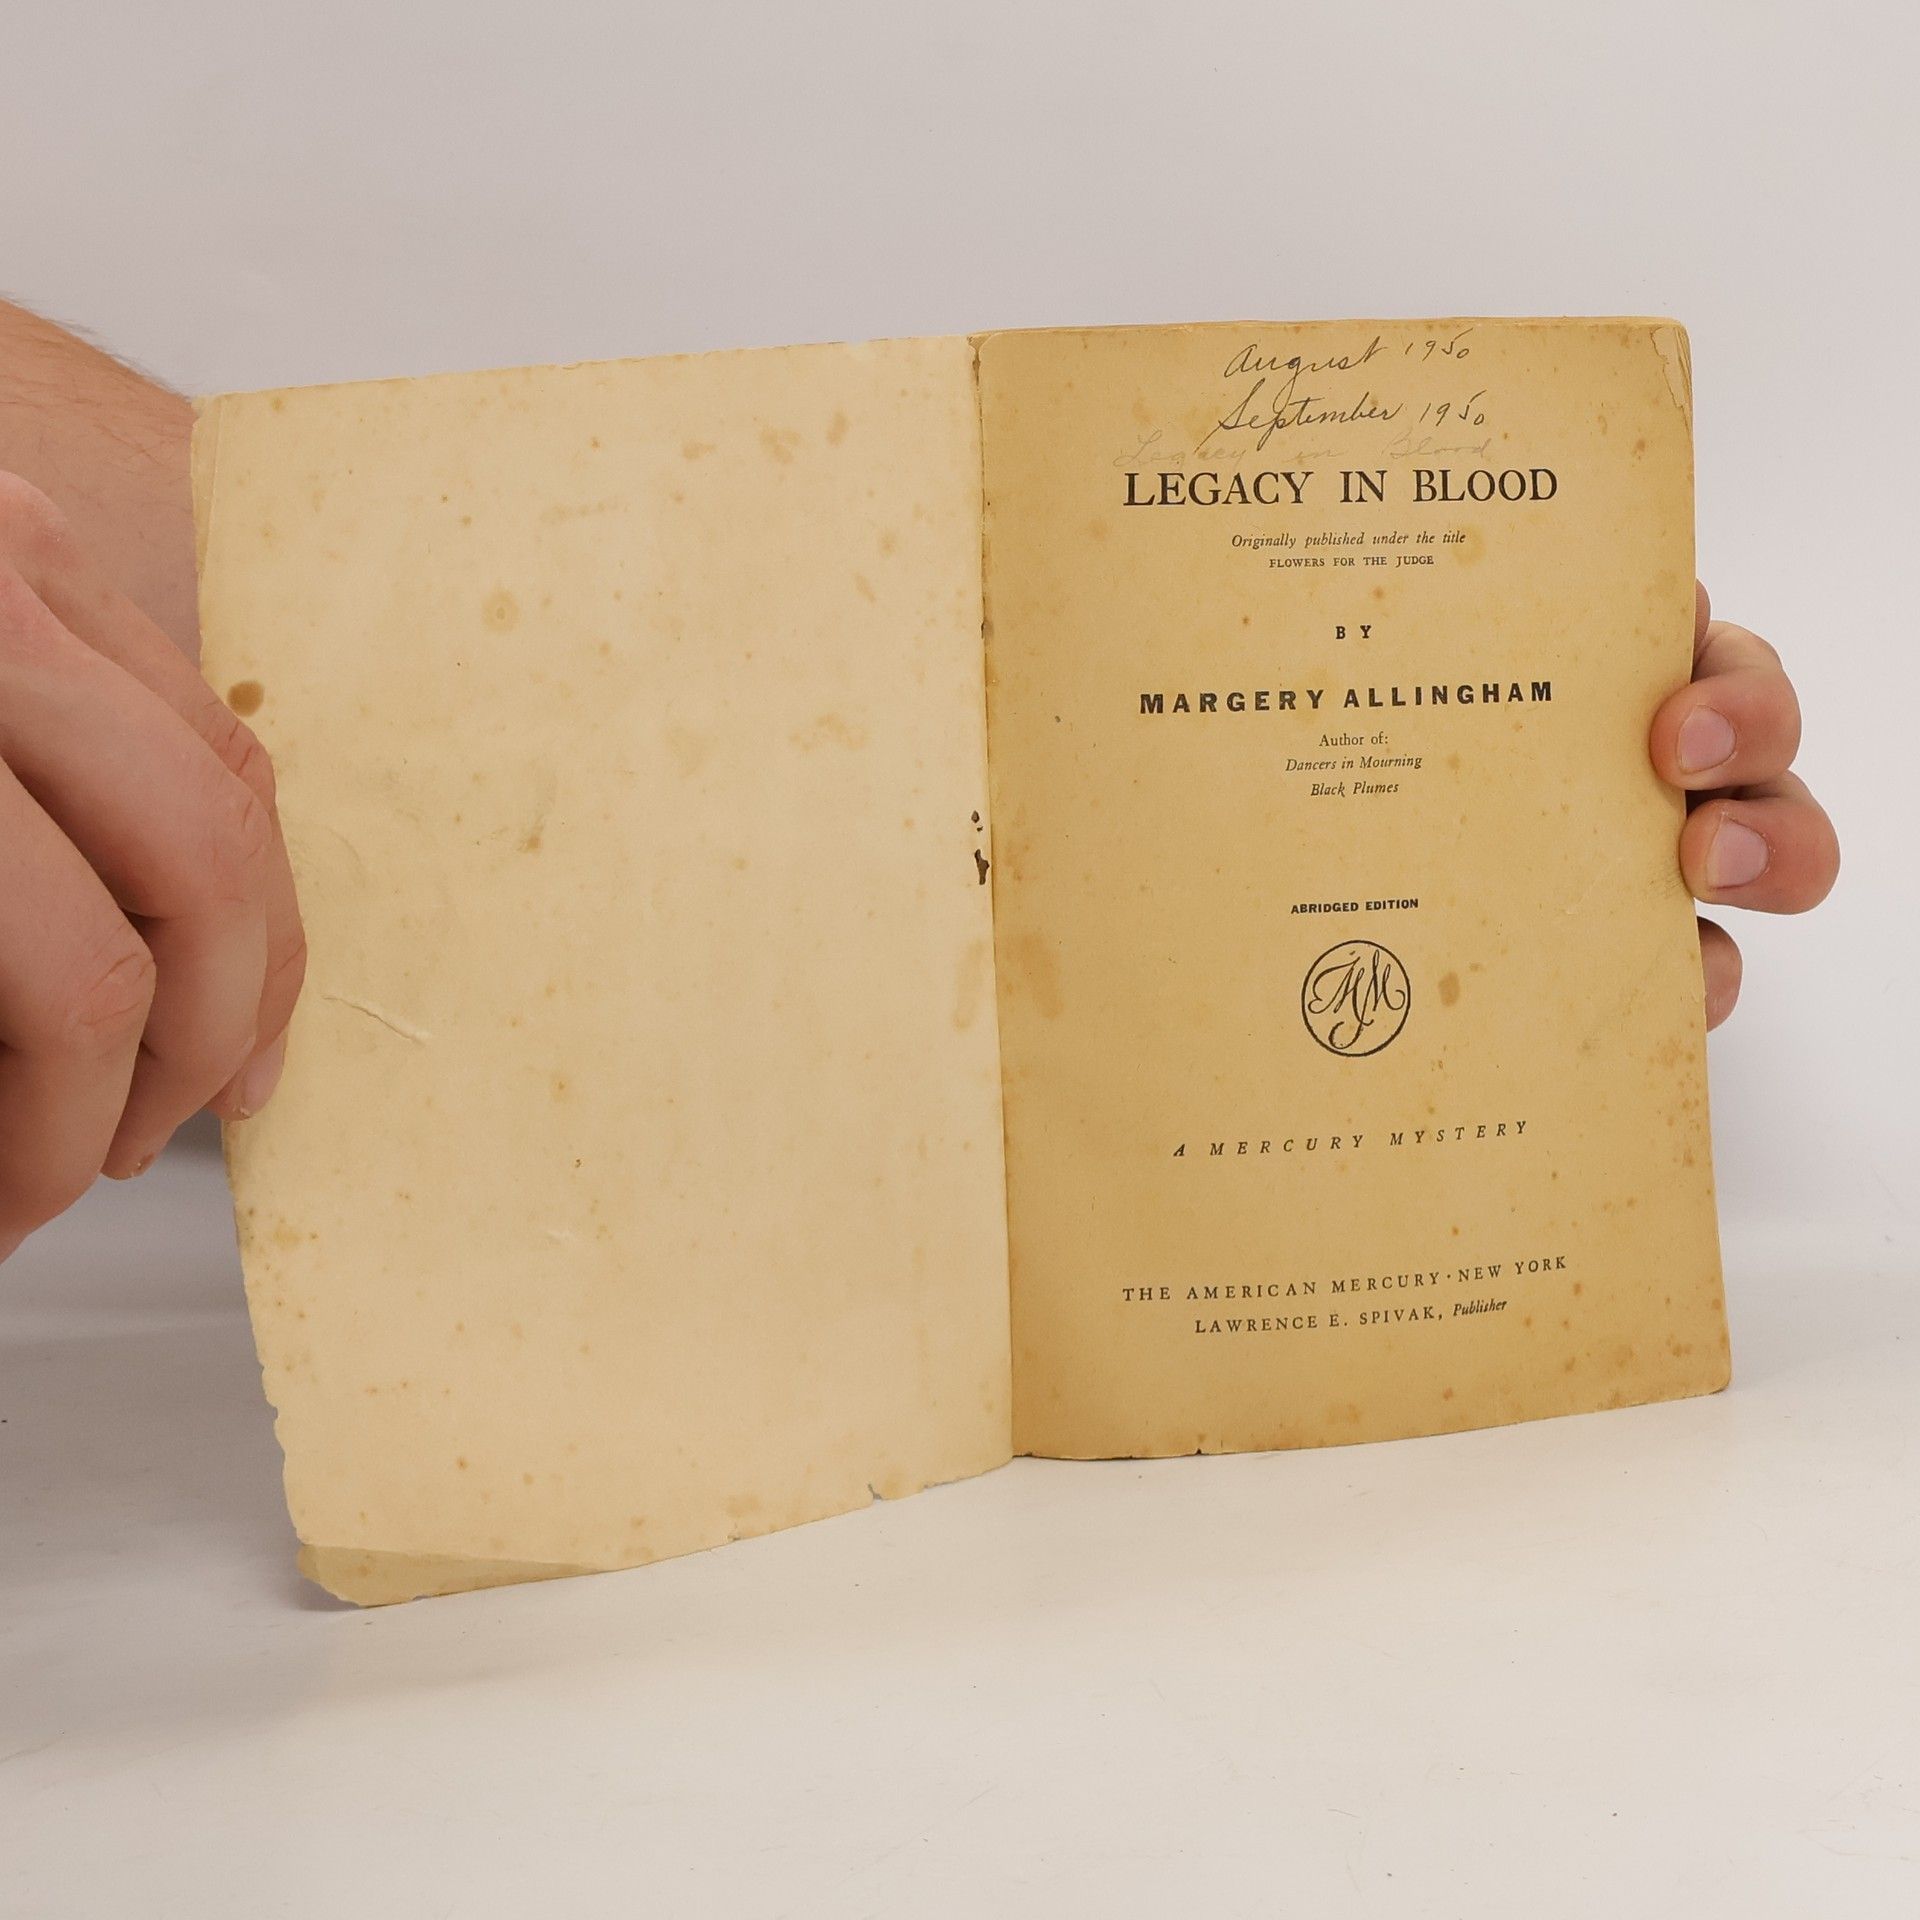 August 1950
September 1950
Legacy in Blood
LEGACY IN BLOOD
Originally published under the title
FLOWERS FOR THE JUDGE
BY
MARGERY ALLINGHAM
Author of:
Dancers in Mourning
Black Plumes
ABRIDGED EDITION
MM
A MERCURY MYSTERY
THE AMERICAN MERCURY · NEW YORK
LAWRENCE E. SPIVAK, Publisher